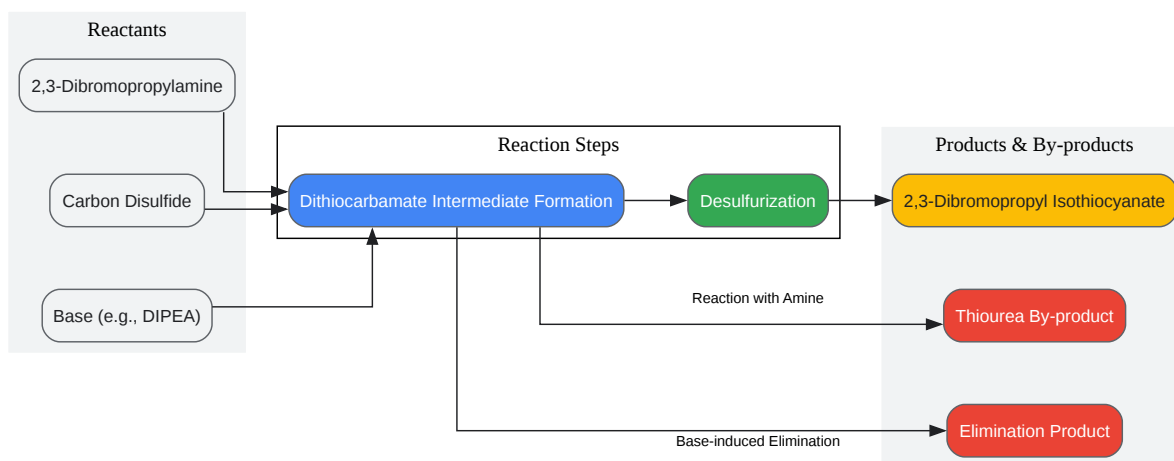 Reactants
2,3-Dibromopropylamine
Carbon Disulfide
Base (e.g., DIPEA)
Reaction Steps
Dithiocarbamate Intermediate Formation
Desulfurization
Products & By-products
2,3-Dibromopropyl Isothiocyanate
Reaction with Amine
Thiourea By-product
Base-induced Elimination
Elimination Product